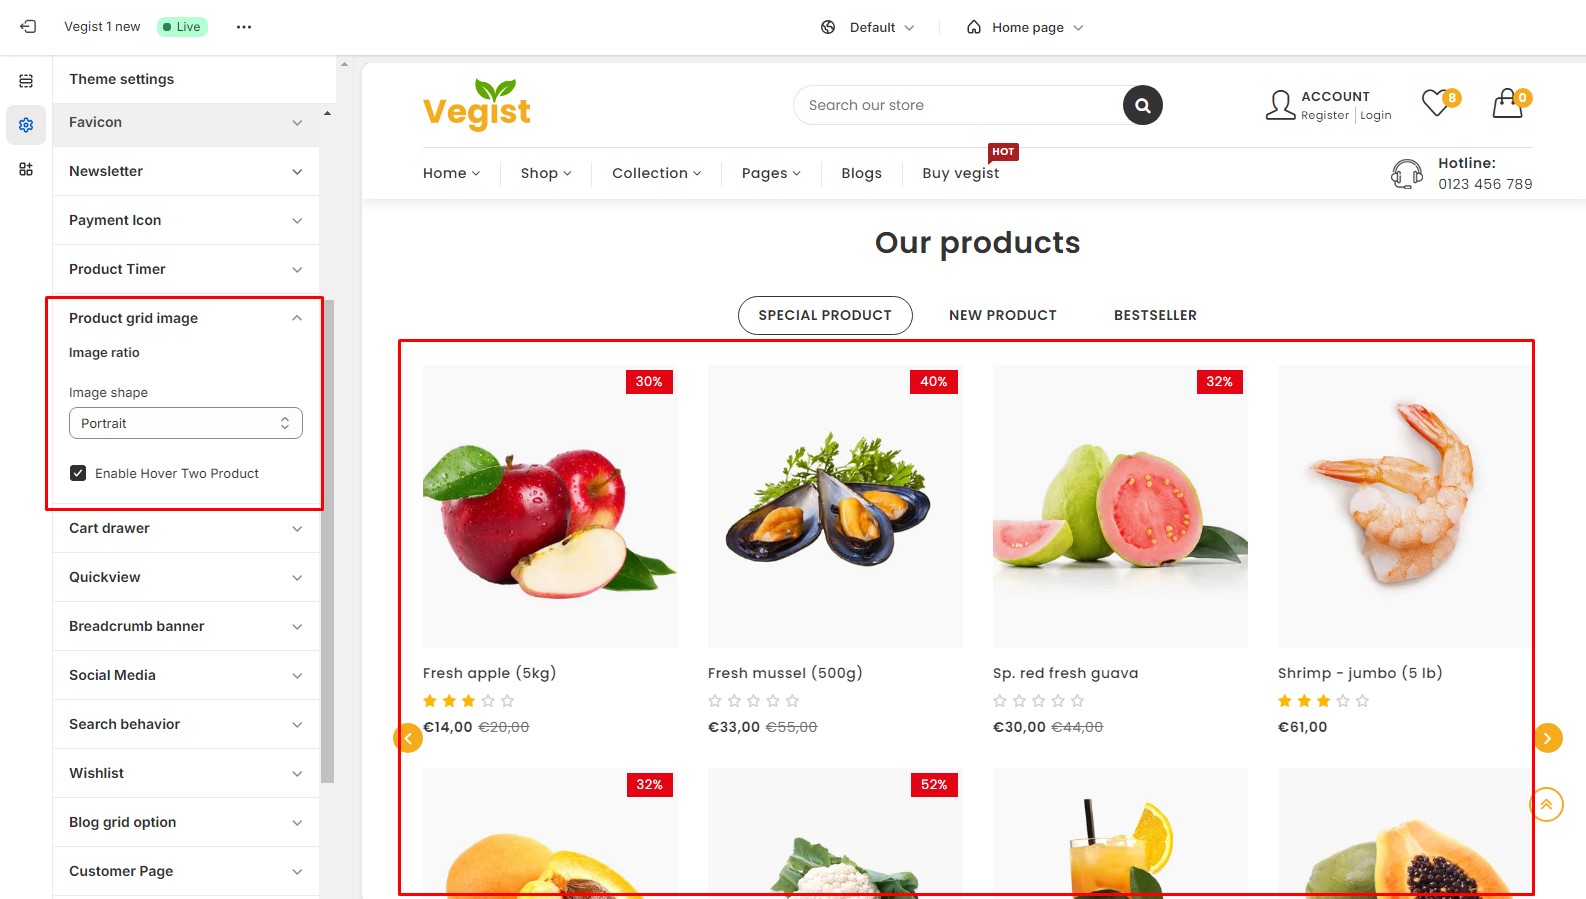 Vegist 1 new
Live
Default
Home page
Theme settings
Favicon
Newsletter
Payment Icon
Product Timer
Product grid image
Image ratio
Image shape
Portrait
Enable Hover Two Product
Cart drawer
Quickview
Breadcrumb banner
Social Media
Search behavior
Wishlist
Blog grid option
Customer Page
Vegist
Search our store
ACCOUNT
Register | Login
8
0
HOT
Home
Shop
Collection
Pages
Blogs
Buy vegist
Hotline:
0123 456 789
Our products
SPECIAL PRODUCT
NEW PRODUCT
BESTSELLER
30%
40%
32%
Fresh apple (5kg)
€14,00 €20,00
Fresh mussel (500g)
€33,00 €55,00
Sp. red fresh guava
€30,00 €44,00
Shrimp - jumbo (5 lb)
€61,00
32%
52%